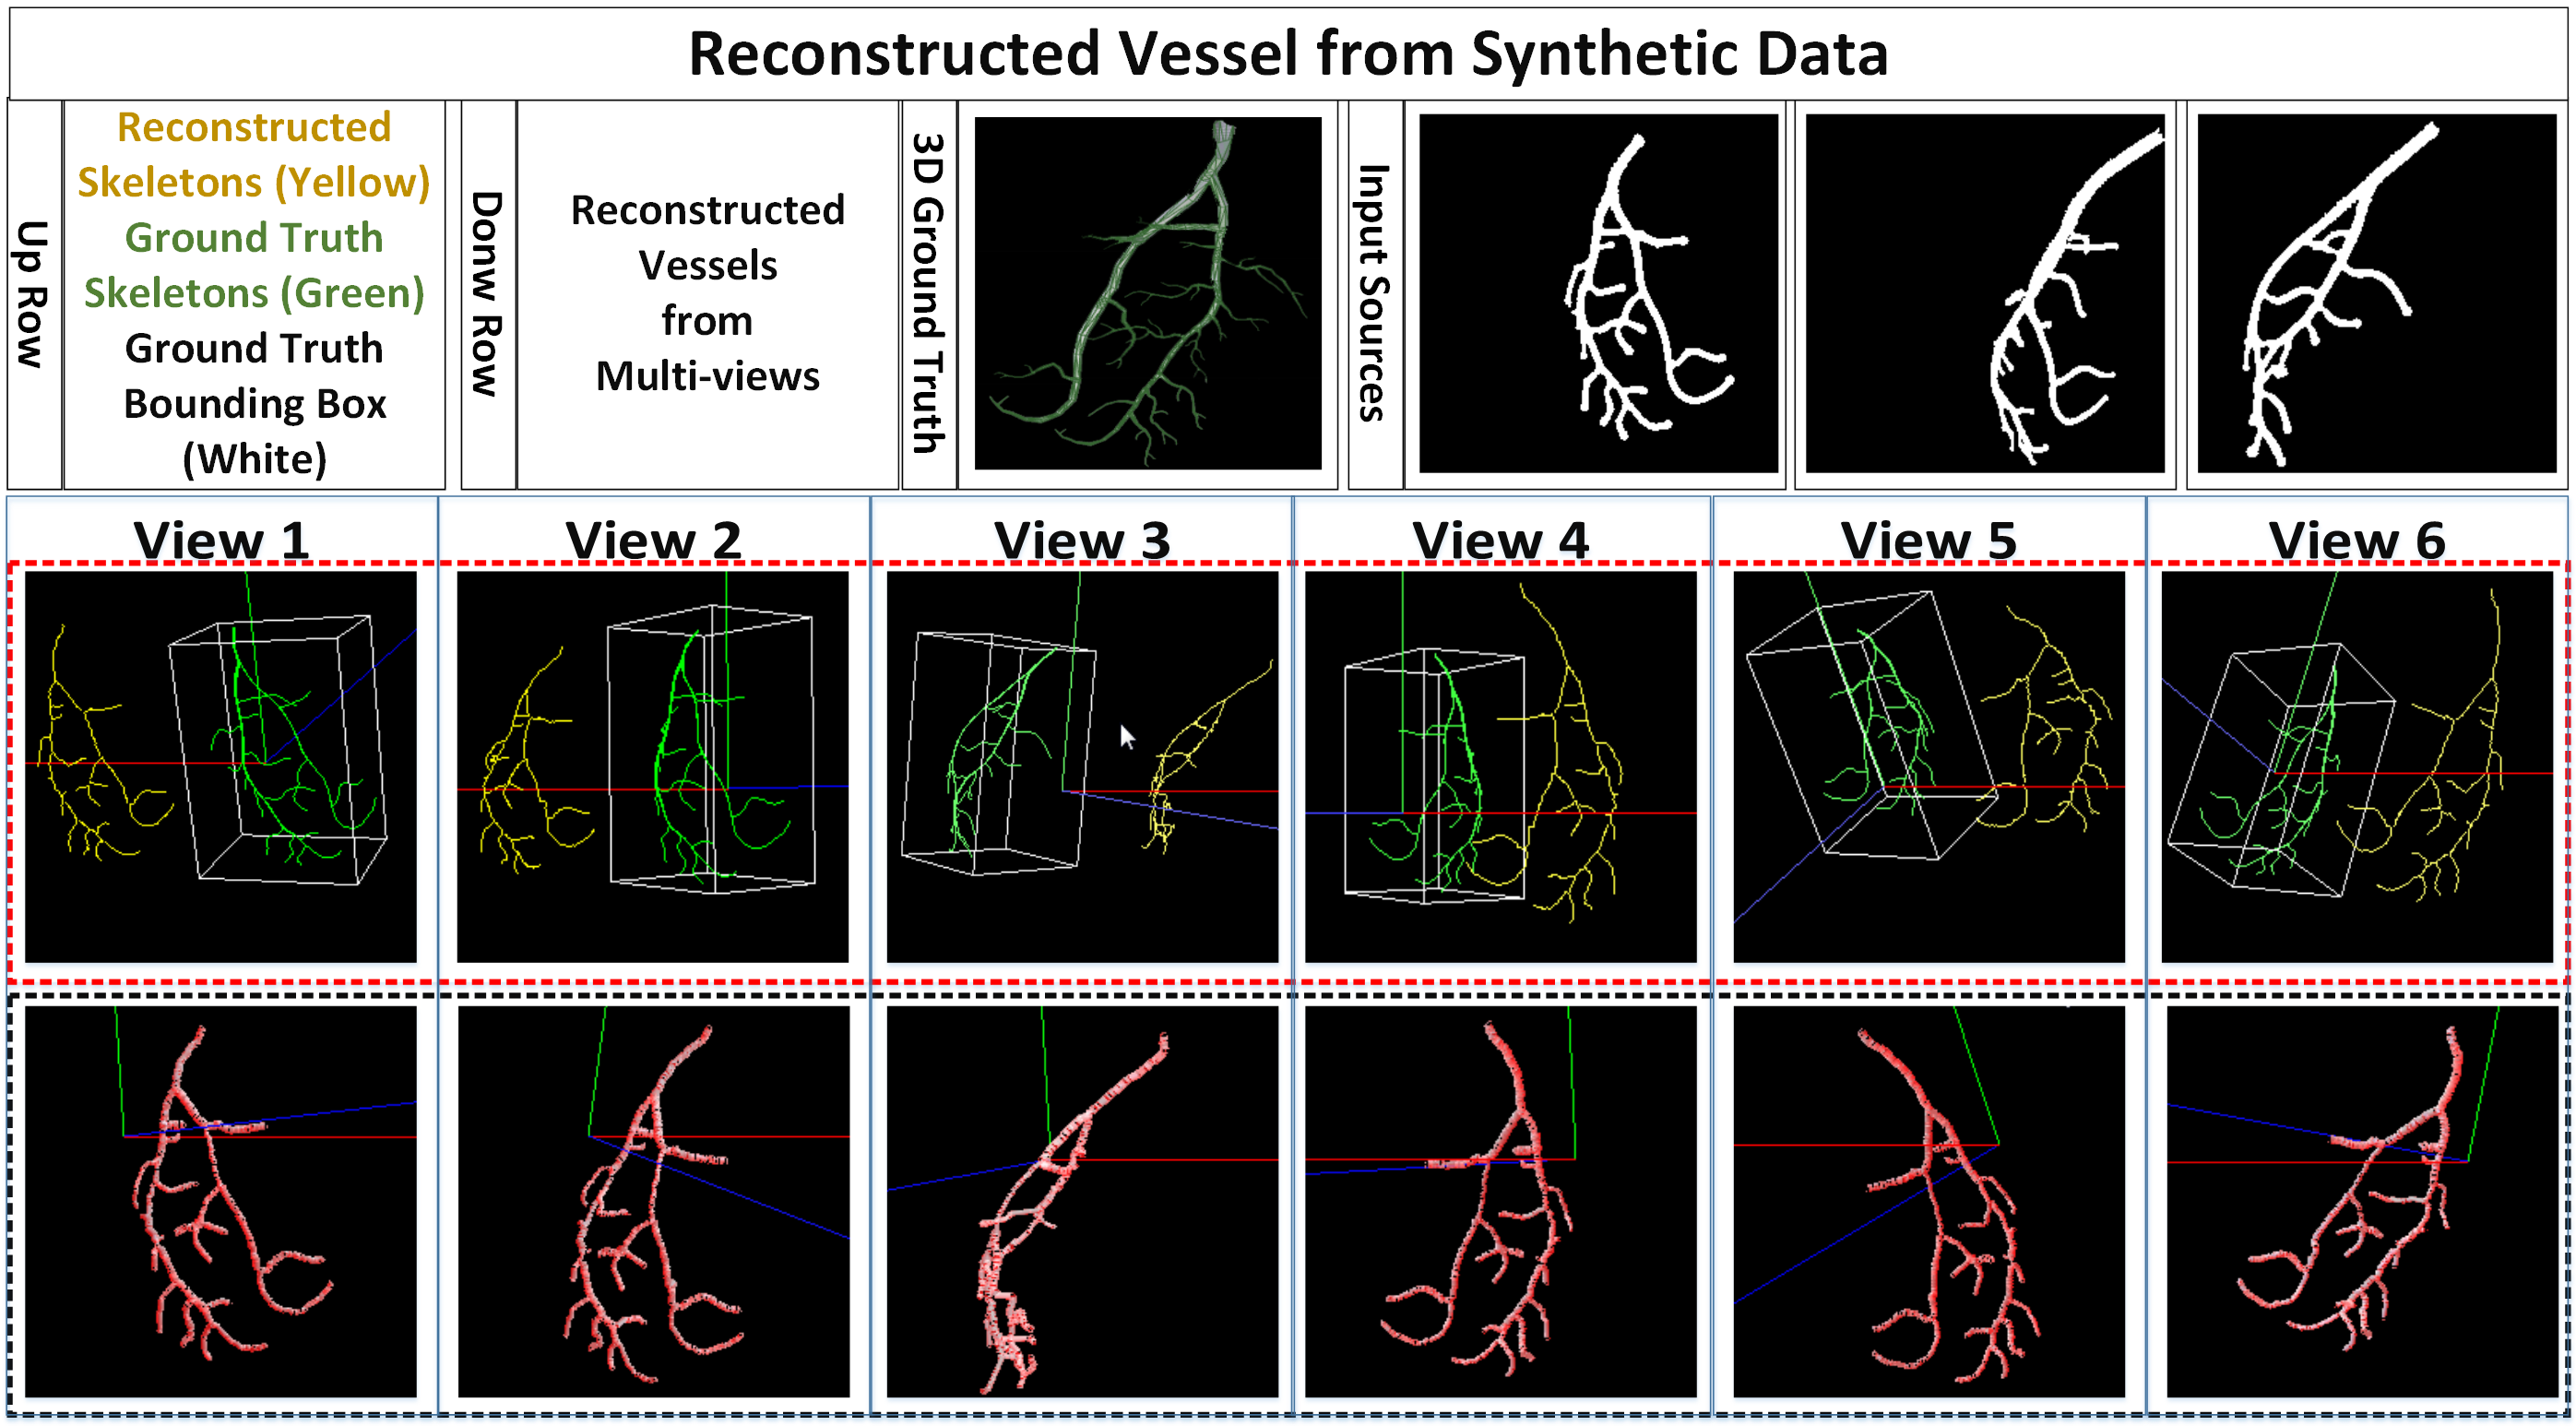 Reconstructed Vessel from Synthetic Data
Up Row
Reconstructed
Skeletons (Yellow)
Ground Truth
Skeletons (Green)
Ground Truth
Bounding Box
(White)
Donw Row
Reconstructed
Vessels
from
Multi-views
3D Ground Truth
Input Sources
View 1
View 2
View 3
View 4
View 5
View 6